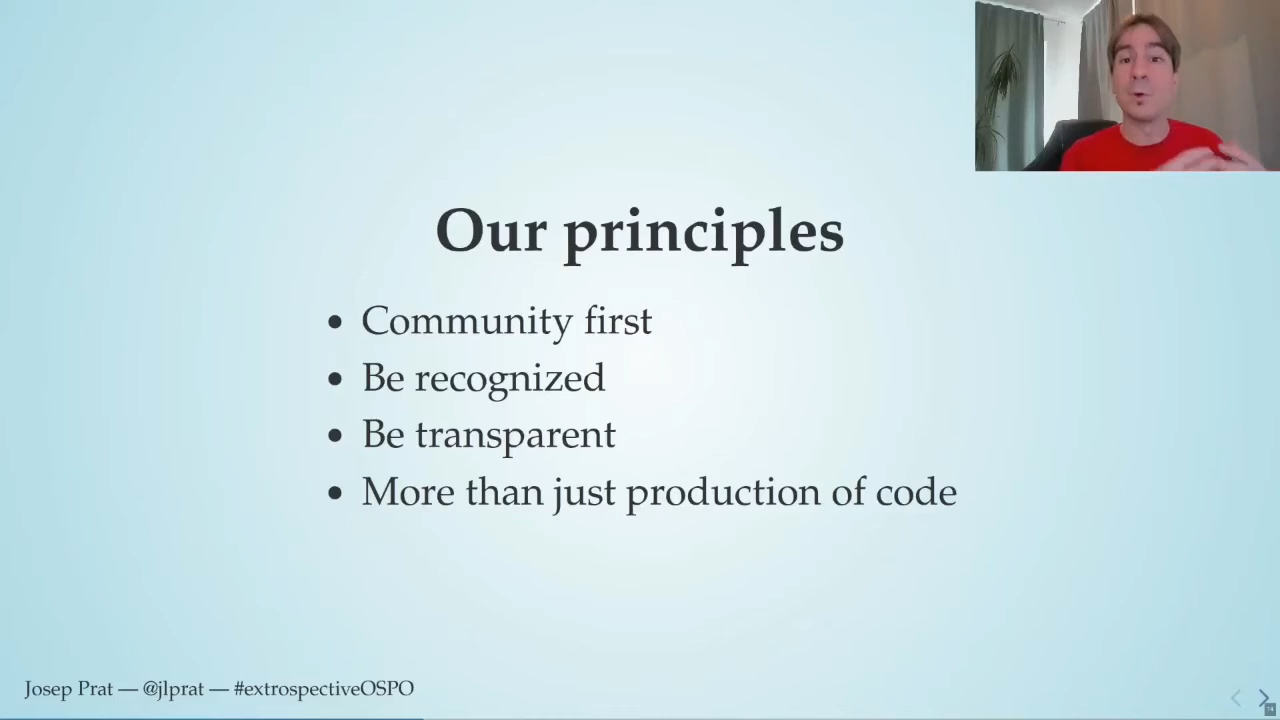 Our principles
• Community first
• Be recognized
• Be transparent
• More than just production of code
Josep Prat — @jlprat — #extrospectiveOSPO